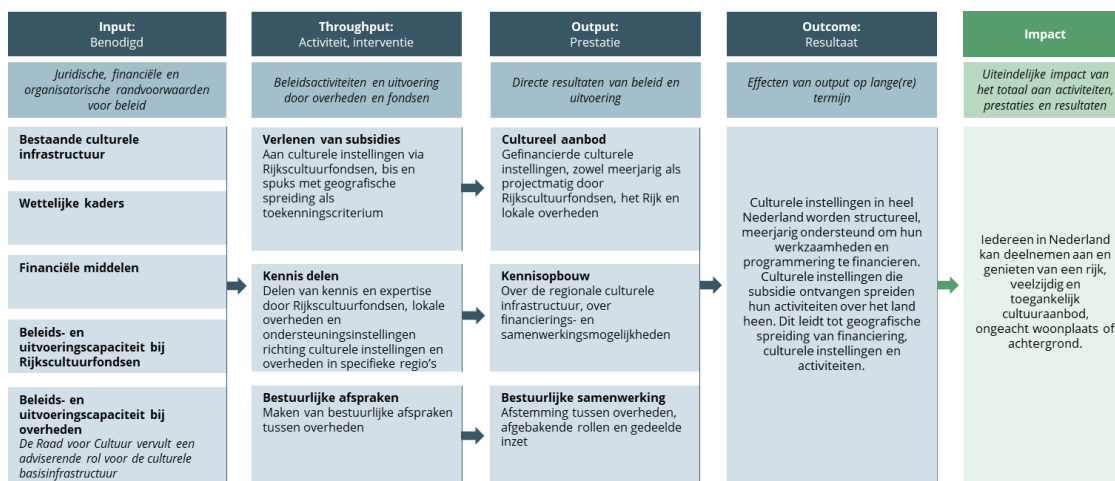 Input:
Benodigd
Juridische, financiële en
organisatorische randvoorwaarden
voor beleid
Bestaande culturele
infrastructuur
Wettelijke kaders
Financiële middelen
Beleids- en
uitvoeringscapaciteit bij
Rijkscultuurfondsen
Beleids- en
uitvoeringscapaciteit bij
overheden
De Raad voor Cultuur vervult een
adviserende rol voor de culturele
basisinfrastructuur
Throughput:
Activiteit, interventie
Beleidsactiviteiten en uitvoering
door overheden en fondsen
Verlenen van subsidies
Aan culturele instellingen via
Rijkscultuurfondsen, bis en
spuks met geografische
spreiding als
toekenningscriterium
Kennis delen
Delen van kennis en expertise
door Rijkscultuurfondsen, lokale
overheden en
ondersteuningsinstellingen
richting culturele instellingen en
overheden in specifieke regio’s
Bestuurlijke afspraken
Maken van bestuurlijke afspraken
tussen overheden
Output:
Prestatie
Directe resultaten van beleid en
uitvoering
Cultureel aanbod
Gefinancierde culturele
instellingen, zowel meerjarig als
projectmatig door
Rijkscultuurfondsen, het Rijk en
lokale overheden
Kennisopbouw
Over de regionale culturele
infrastructuur, over
financierings- en
samenwerkingsmogelijkheden
Bestuurlijke samenwerking
Afstemming tussen overheden,
afgebakende rollen en gedeelde
inzet
Outcome:
Resultaat
Effecten van output op lange(re)
termijn
Culturele instellingen in heel
Nederland worden structureel,
meerjarig ondersteund om hun
werkzaamheden en
programmering te financieren.
Culturele instellingen die
subsidie ontvangen spreiden
hun activiteiten over het land
heen. Dit leidt tot geografische
spreiding van financiering,
culturele instellingen en
activiteiten.
Impact
Uiteindelijke impact van
het totaal aan activiteiten,
prestaties en resultaten
Iedereen in Nederland
kan deelnemen aan en
genieten van een rijk,
veelzijdig en
toegankelijk
cultuuraanbod,
ongeacht woonplaats of
achtergrond.